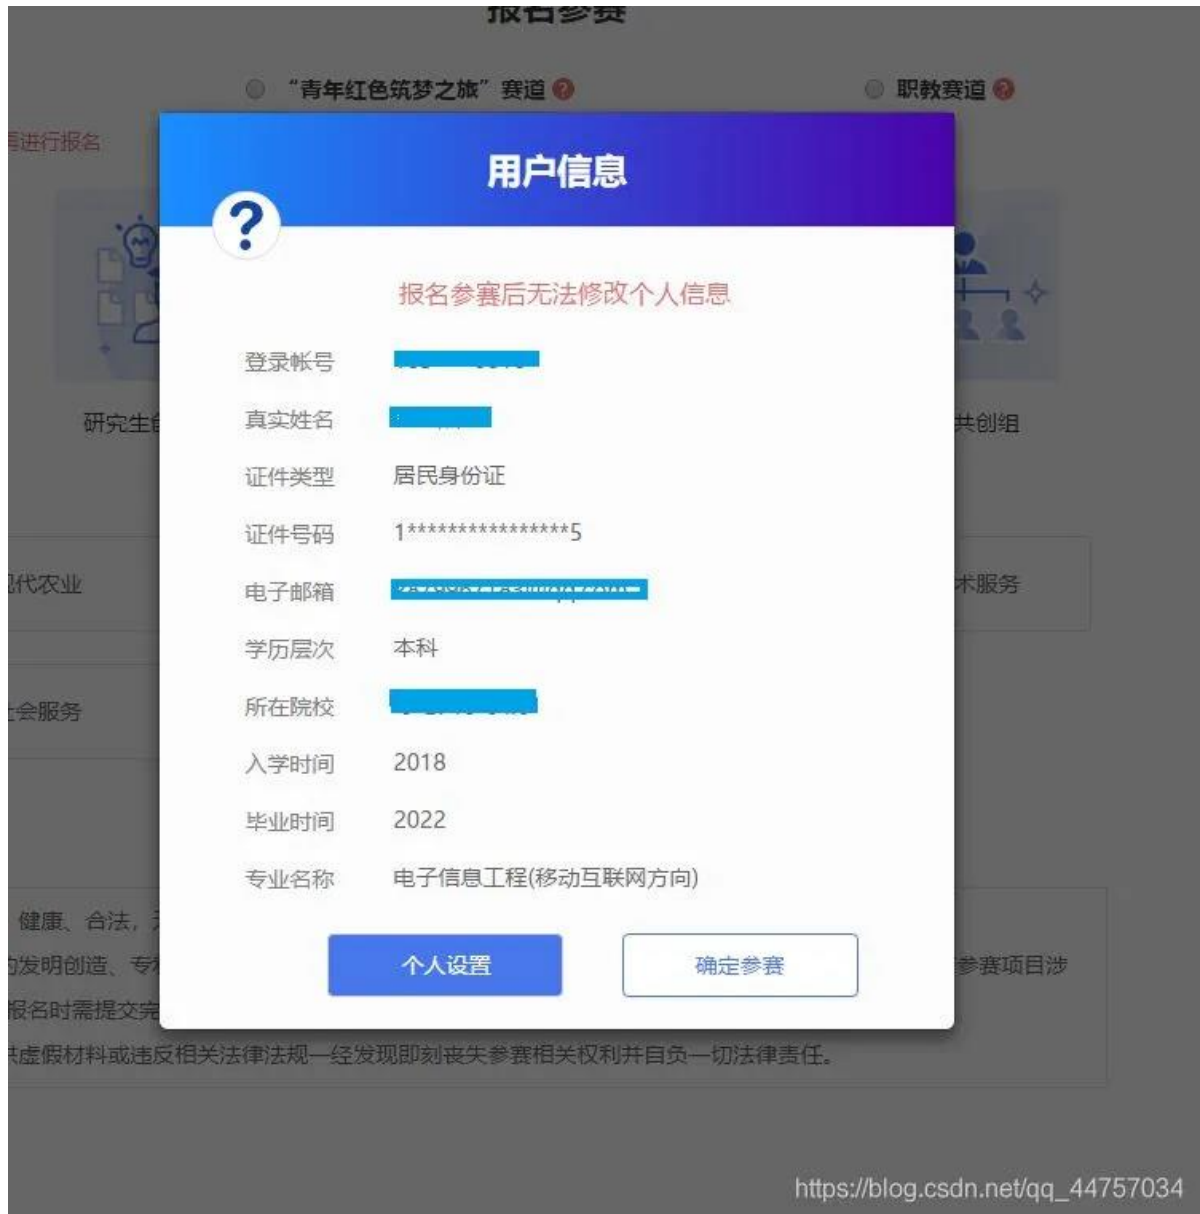 报名参赛
“青年红色筑梦之旅”赛道
职教赛道
再进行报名
用户信息
报名参赛后无法修改个人信息
登录帐号
真实姓名
研究生
共创组
证件类型 居民身份证
证件号码 1****************5
电子邮箱
代农业
术服务
学历层次 本科
所在院校
会服务
入学时间 2018
毕业时间 2022
专业名称 电子信息工程(移动互联网方向)
健康、合法，
个人设置 确定参赛
的发明创造、专
参赛项目涉
报名时需提交完
供虚假材料或违反相关法律法规一经发现即刻丧失参赛相关权利并自负一切法律责任。
https://blog.csdn.net/qq_44757034